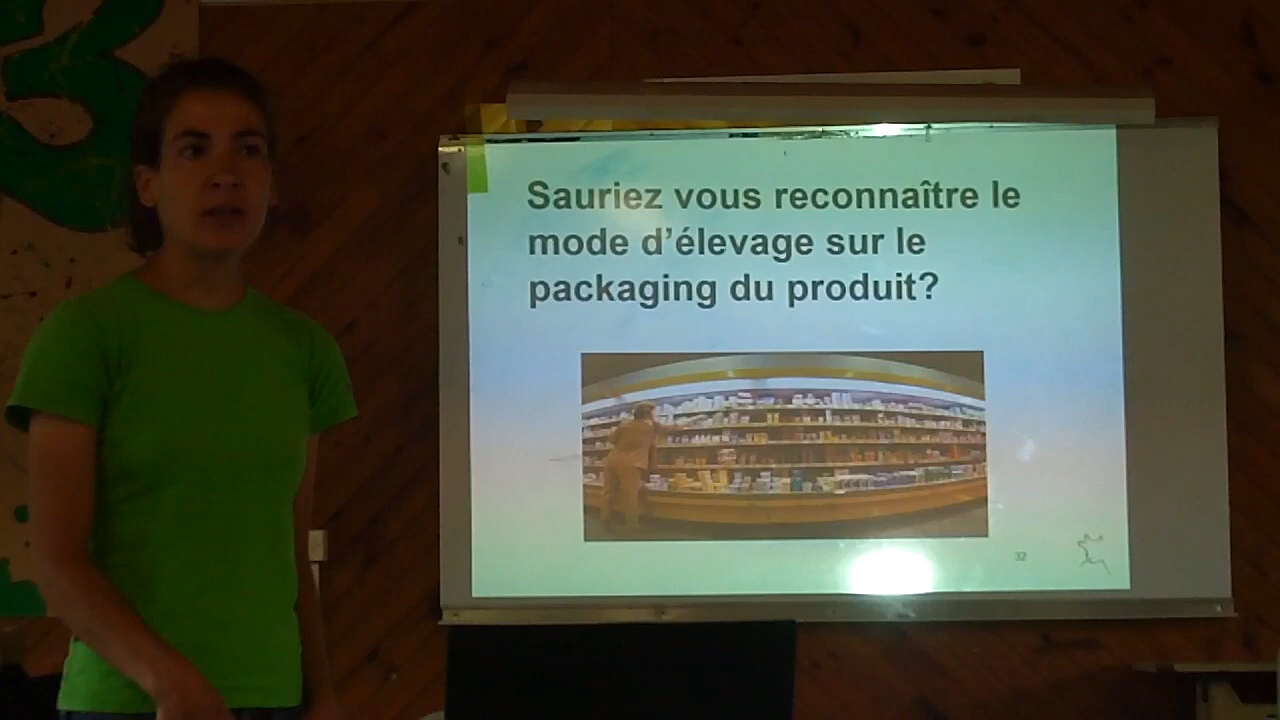 Sauriez vous reconnaître le
mode d’élevage sur le
packaging du produit?
32